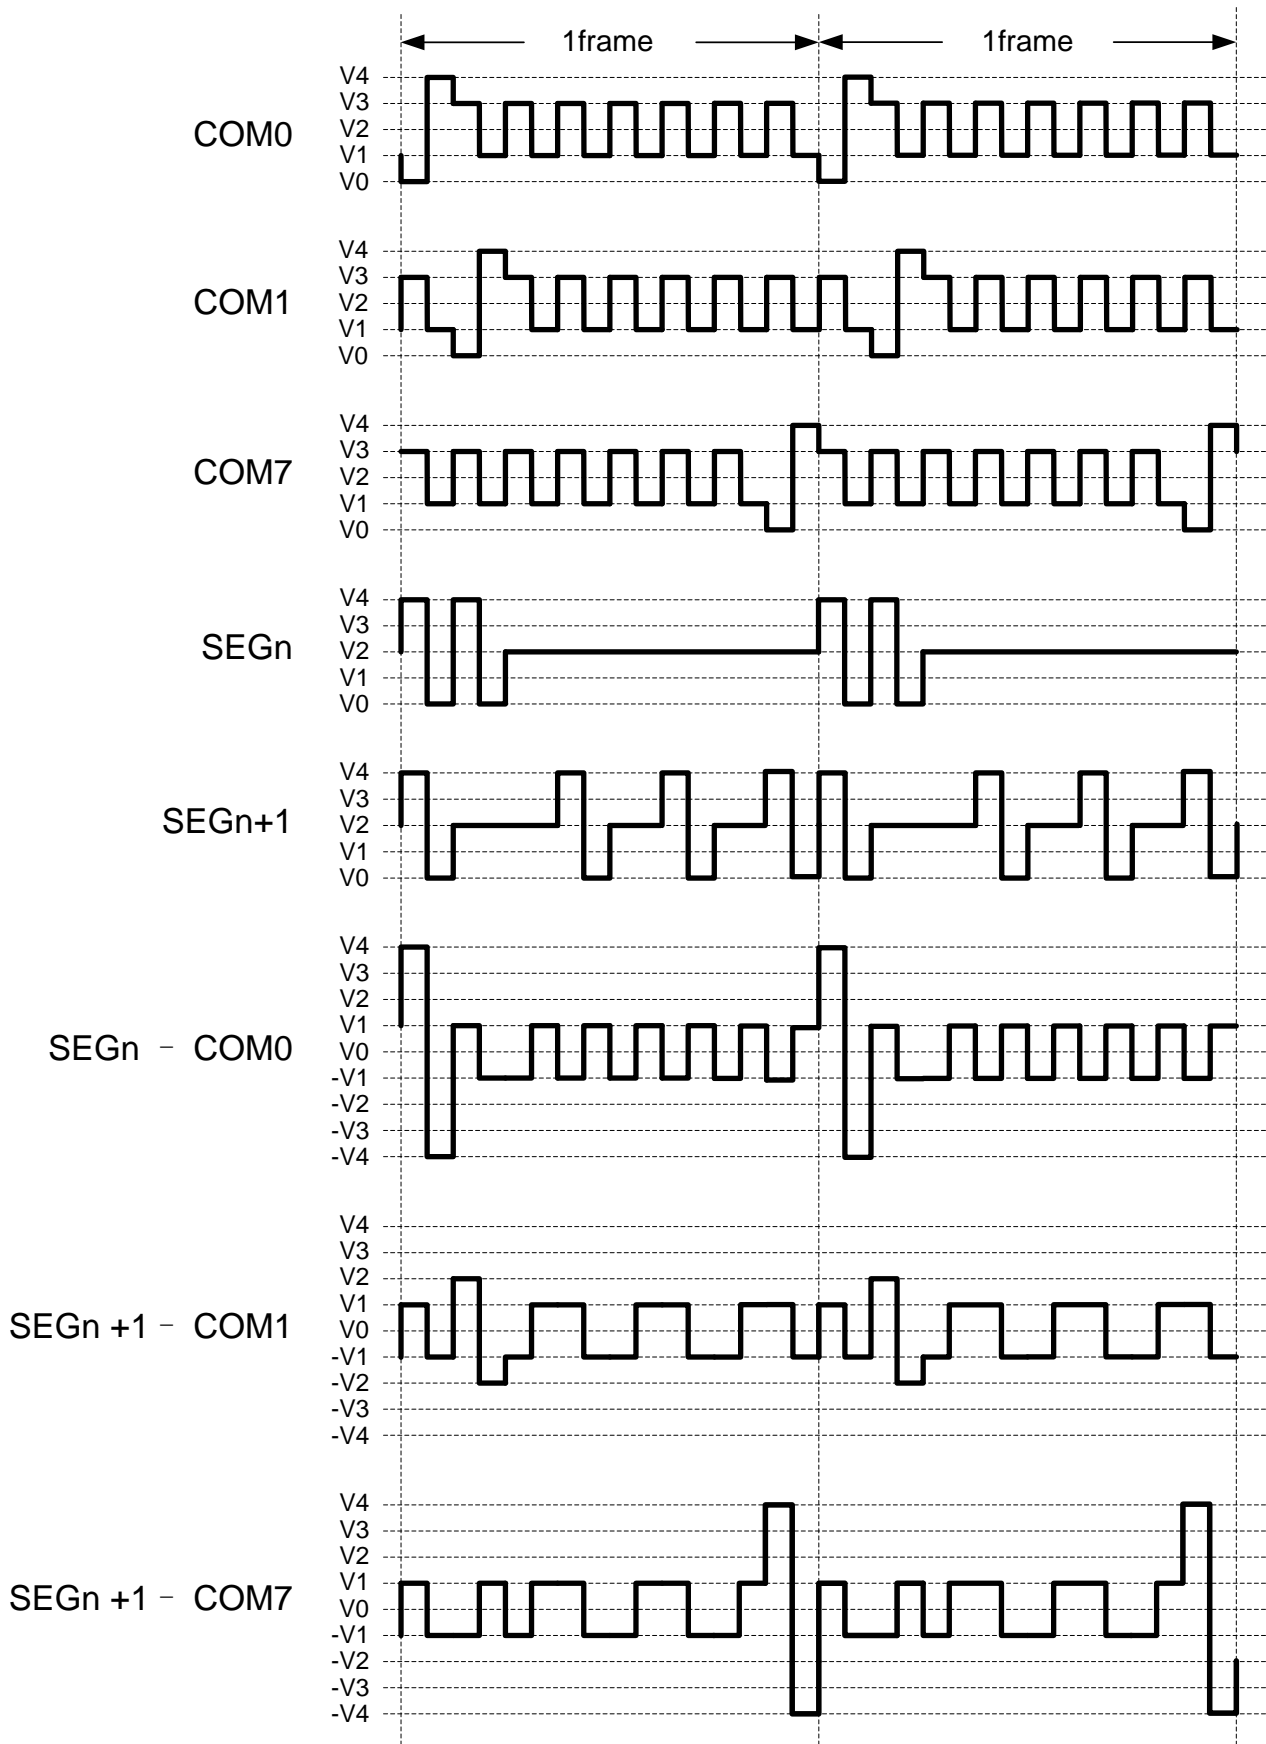 1frame 1frame
V4
V3
COM0 V2
V1
V0
V4
V3
COM1 V2
V1
V0
V4
V3
COM7 V2
V1
V0
V4
V3
SEGn V2
V1
V0
V4
V3
SEGn+1 V2
V1
V0
V4
V3
V2
V1
SEGn - COM0 V0
-V1
-V2
-V3
-V4
V4
V3
V2
V1
SEGn +1 - COM1 V0
-V1
-V2
-V3
-V4
V4
V3
V2
V1
SEGn +1 - COM7 V0
-V1
-V2
-V3
-V4